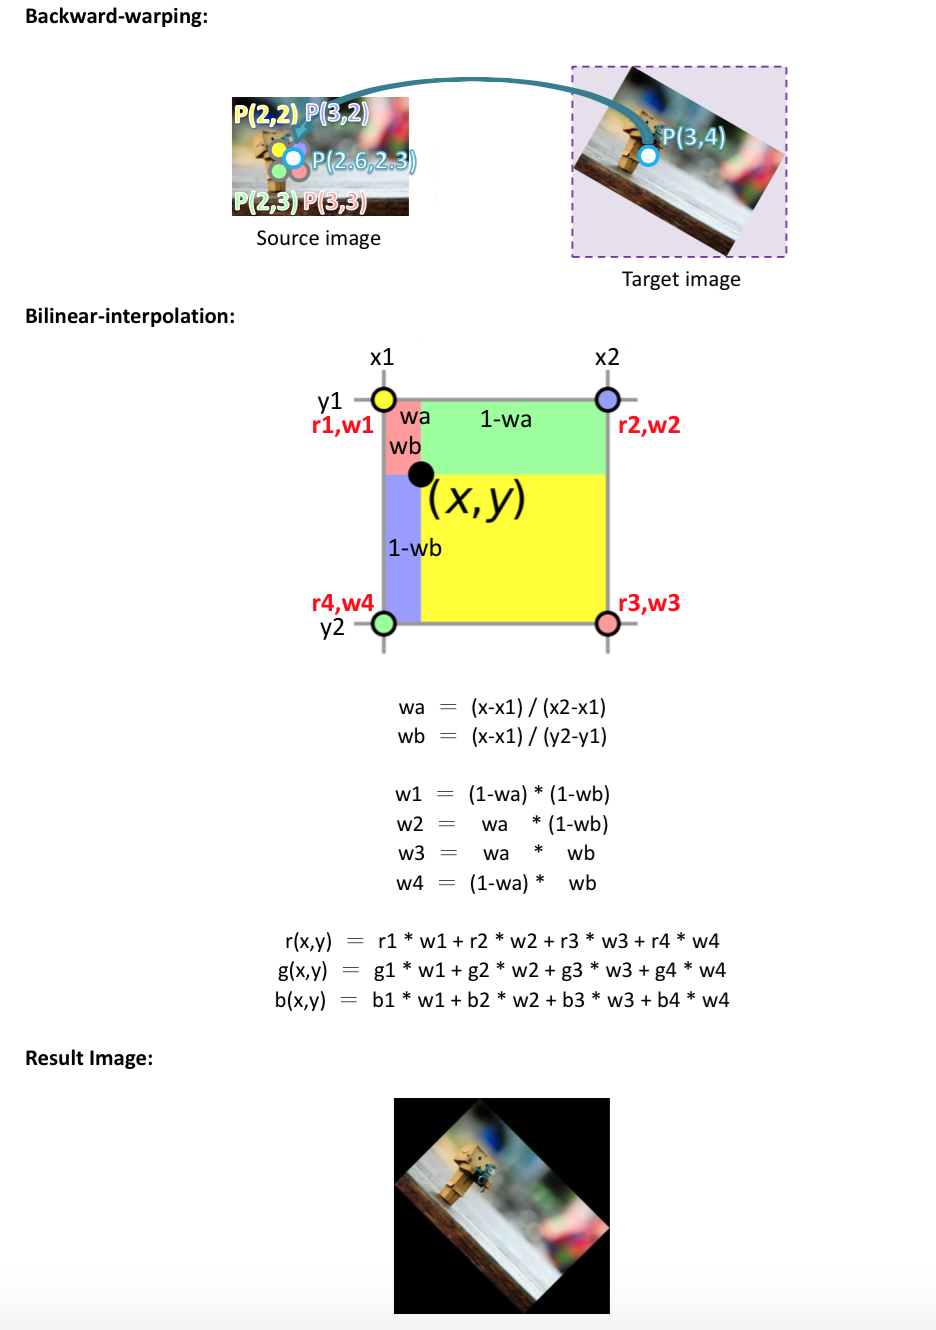 Backward-warping:
P(2,2) P(3,2)
P(2.6,2.3)
P(2,3) P(3,3)
Source image
P(3,4)
Target image
Bilinear-interpolation:
x1 x2
y1
r1,w1 wa 1-wa r2,w2
wb
(x,y)
1-wb
r4,w4 r3,w3
y2
wa = (x-x1) / (x2-x1)
wb = (x-x1) / (y2-y1)
w1 = (1-wa) * (1-wb)
w2 = wa * (1-wb)
w3 = wa * wb
w4 = (1-wa) * wb
r(x,y) = r1 * w1 + r2 * w2 + r3 * w3 + r4 * w4
g(x,y) = g1 * w1 + g2 * w2 + g3 * w3 + g4 * w4
b(x,y) = b1 * w1 + b2 * w2 + b3 * w3 + b4 * w4
Result Image: